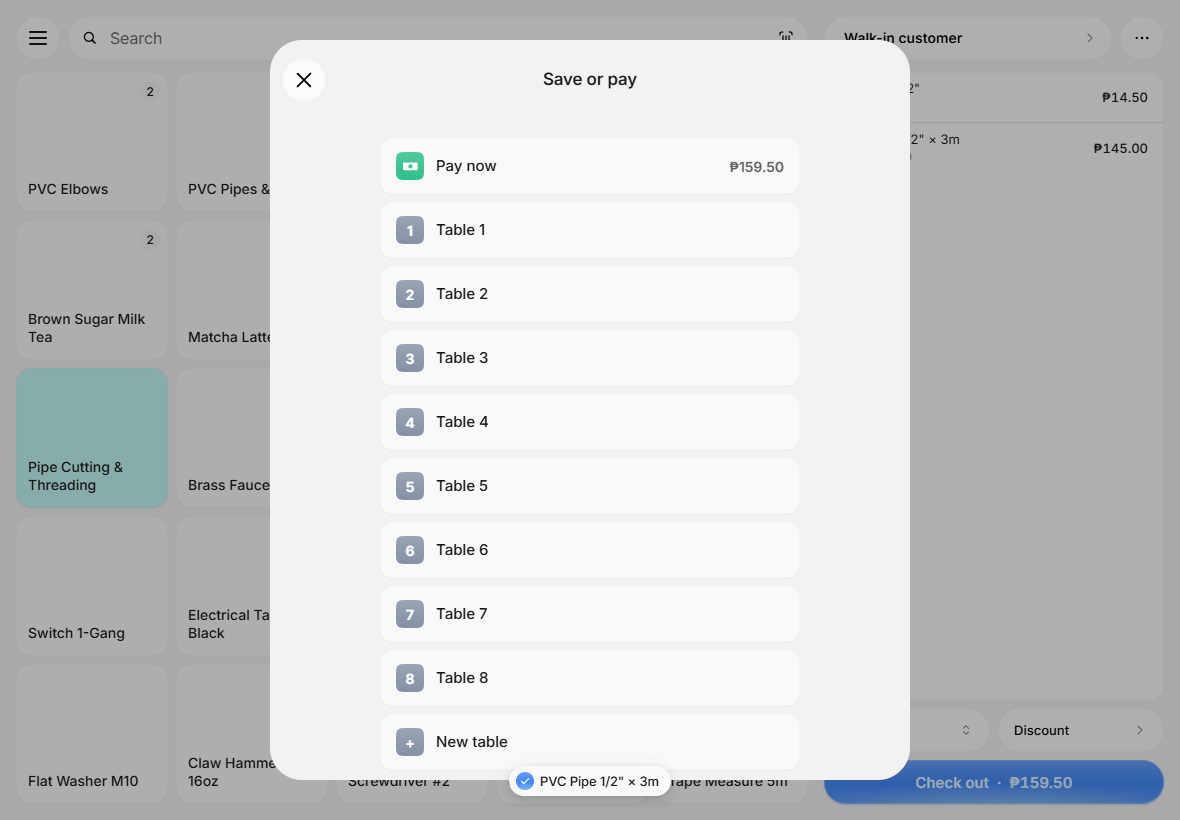 Search
Walk-in customer
Save or pay
2
PVC Elbows
PVC Pipes &
2"
₱14.50
2" × 3m
₱145.00
Pay now
₱159.50
1
Table 1
2
Table 2
3
Table 3
4
Table 4
5
Table 5
6
Table 6
7
Table 7
8
Table 8
+
New table
2
Brown Sugar Milk
Tea
Matcha Latte
Pipe Cutting &
Threading
Brass Fauce
Switch 1-Gang
Electrical Ta
Black
Flat Washer M10
Claw Hamme
16oz
Screwdriver #2
Tape Measure 5m
PVC Pipe 1/2" × 3m
Discount
Check out · ₱159.50